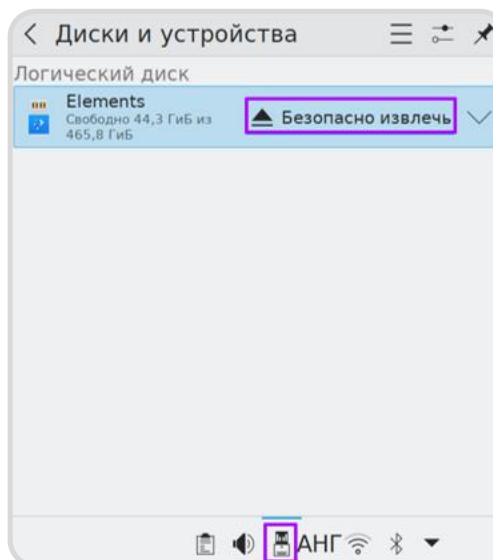 Диски и устройства
Логический диск
Elements
Свободно 44,3 ГиБ из
465,8 ГиБ
Безопасно извлечь
АНГ